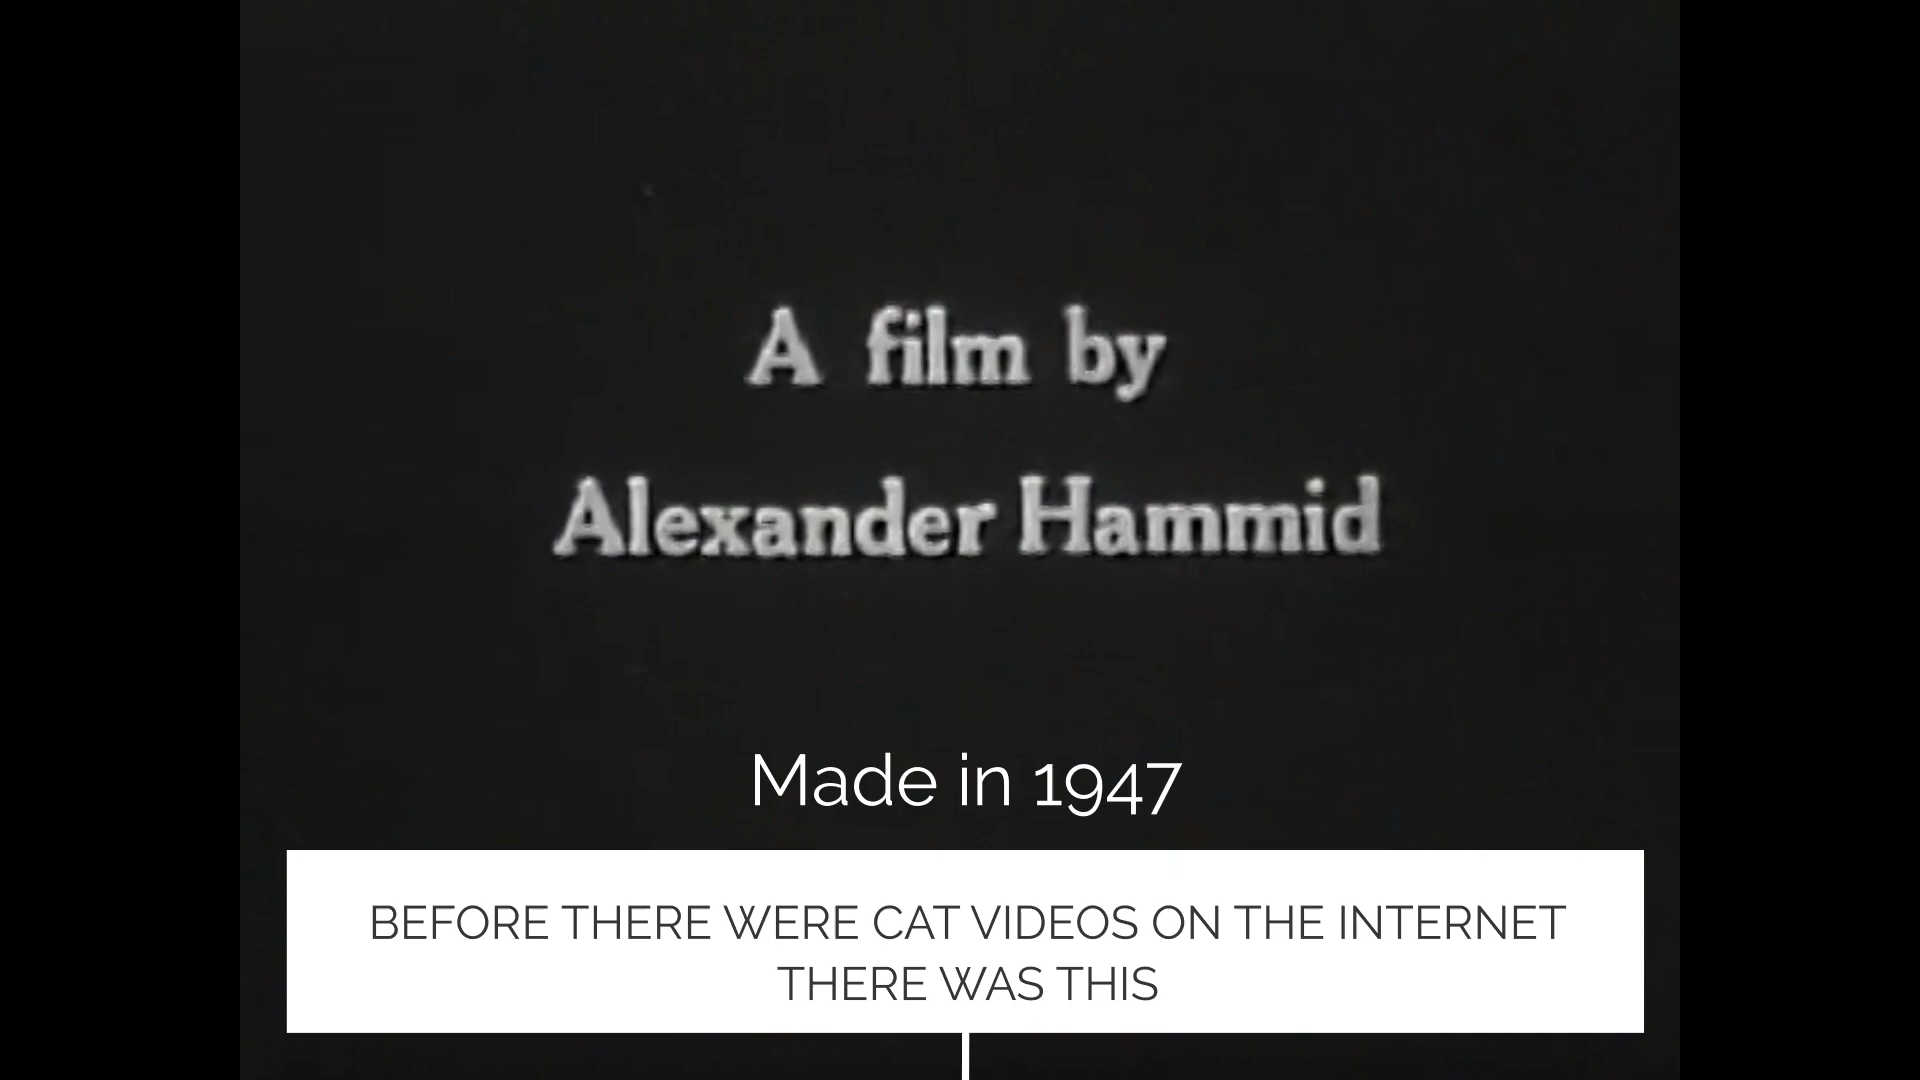 A film by
Alexander Hammid
Made in 1947
BEFORE THERE WERE CAT VIDEOS ON THE INTERNET
THERE WAS THIS